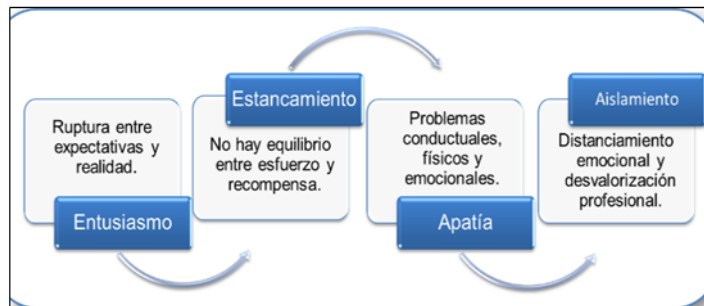 Ruptura entre
expectativas y
realidad.
Entusiasmo
Estancamiento
No hay equilibrio
entre esfuerzo y
recompensa.
Problemas
conductuales,
físicos y
emocionales.
Apatía
Aislamiento
Distanciamiento
emocional y
desvalorización
profesional.